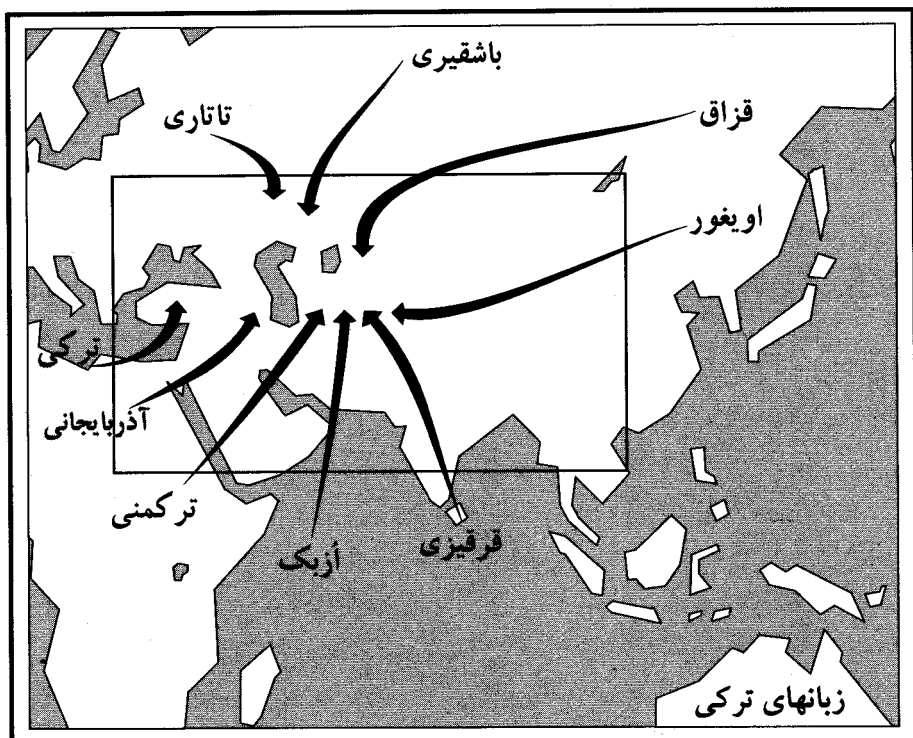 باشقیری
تاتاری
قزاق
اویغور
ترکی
آذربایجانی
ترکمنی
اُزبک
قرقیزی
زبانهای ترکی